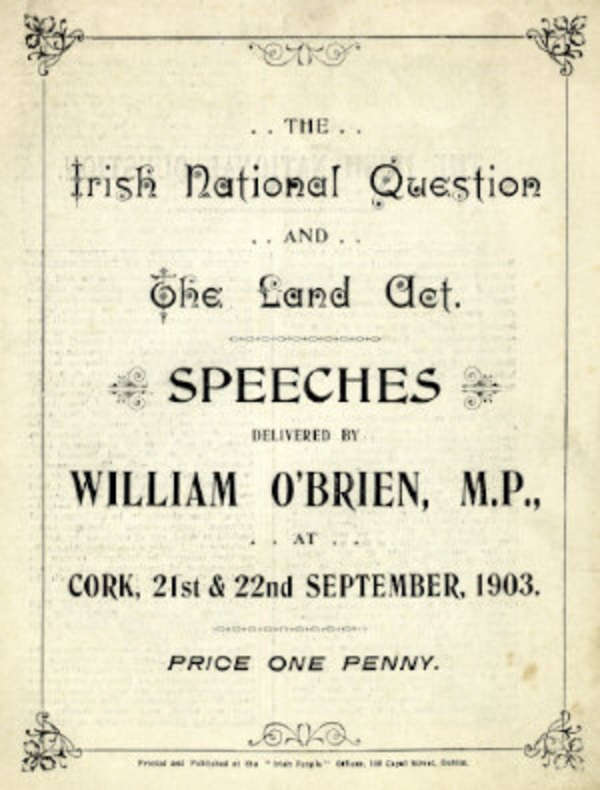 . . THE . .
Irish National Question
. . AND . .
The Land Act.
SPEECHES
DELIVERED BY
WILLIAM O'BRIEN, M.P.,
. . AT . .
CORK, 21st & 22nd SEPTEMBER, 1903.
PRICE ONE PENNY.
Printed and Published at the "Irish People" Offices, Capel Street, Dublin.